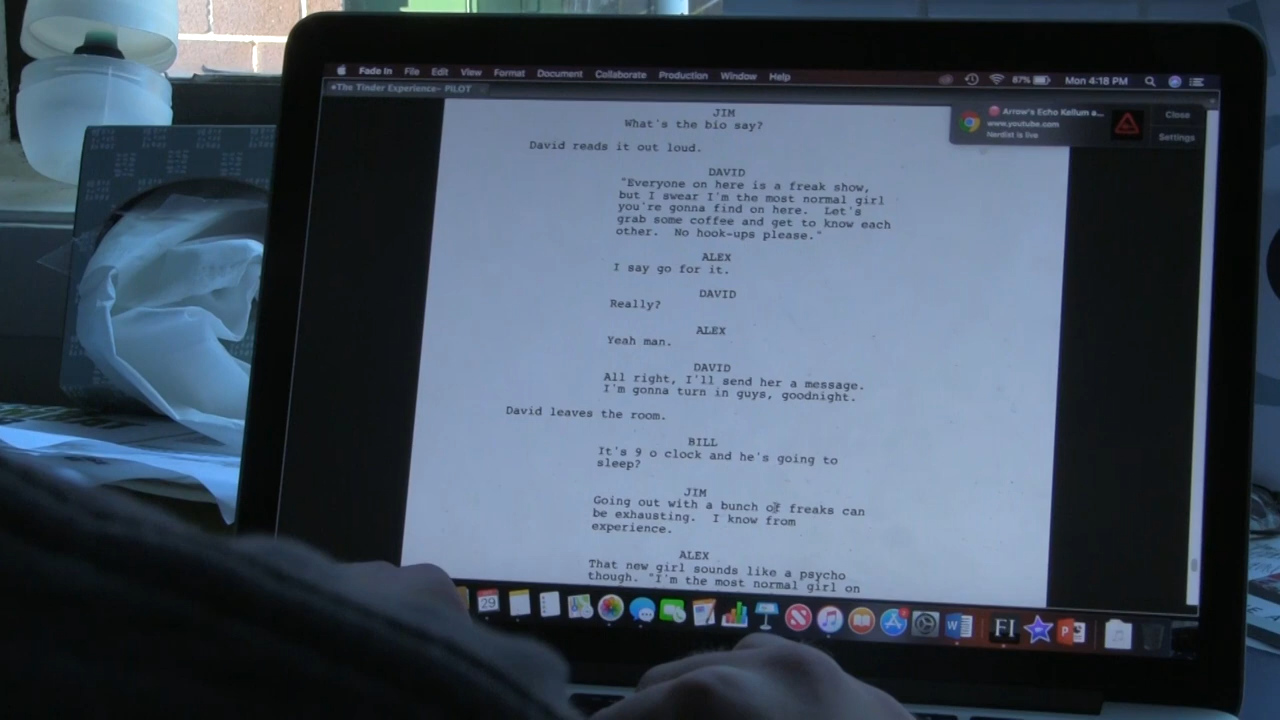 Fade In File Edit View Format Document Collaborate Production Window Help 87% Mon 4:18 PM
•The Tinder Experience- PILOT
Arrow's Echo Kellum a...
www.youtube.com
Nerdist is live
Close
Settings
JIM
What's the bio say?
David reads it out loud.
DAVID
"Everyone on here is a freak show,
but I swear I'm the most normal girl
you're gonna find on here. Let's
grab some coffee and get to know each
other. No hook-ups please."
ALEX
I say go for it.
DAVID
Really?
ALEX
Yeah man.
DAVID
All right, I'll send her a message.
I'm gonna turn in guys, goodnight.
David leaves the room.
BILL
It's 9 o clock and he's going to
sleep?
JIM
Going out with a bunch of freaks can
be exhausting. I know from
experience.
ALEX
That new girl sounds like a psycho
though. "I'm the most normal girl on
29
W
FI
P